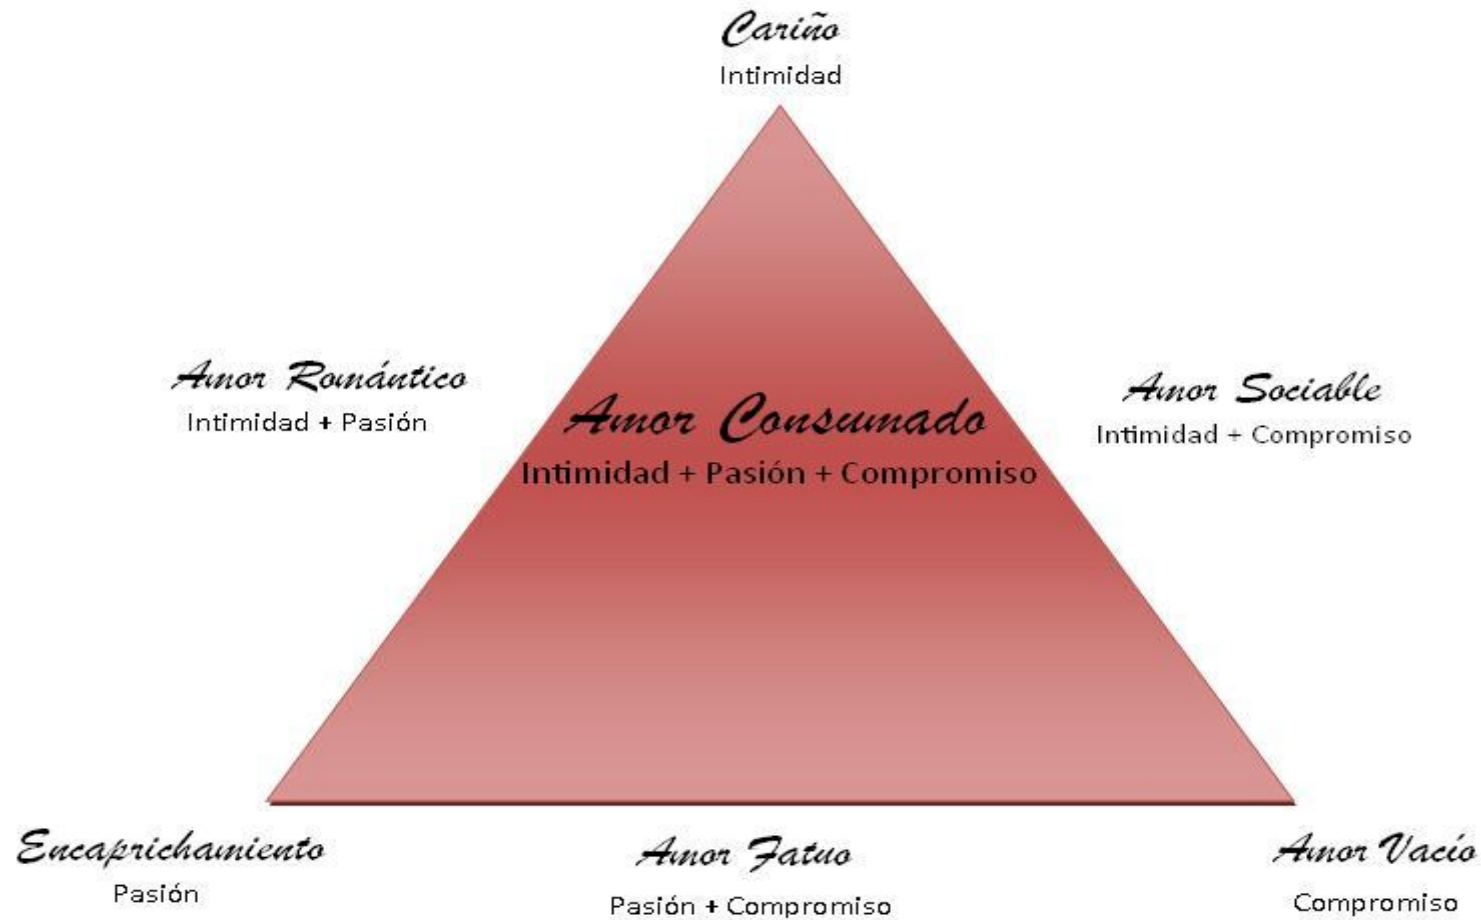 Cariño
Intimidad
Amor Romántico
Intimidad + Pasión
Amor Consumado
Intimidad + Pasión + Compromiso
Amor Sociable
Intimidad + Compromiso
Encaprichamiento
Pasión
Amor Fatuo
Pasión + Compromiso
Amor Vacío
Compromiso